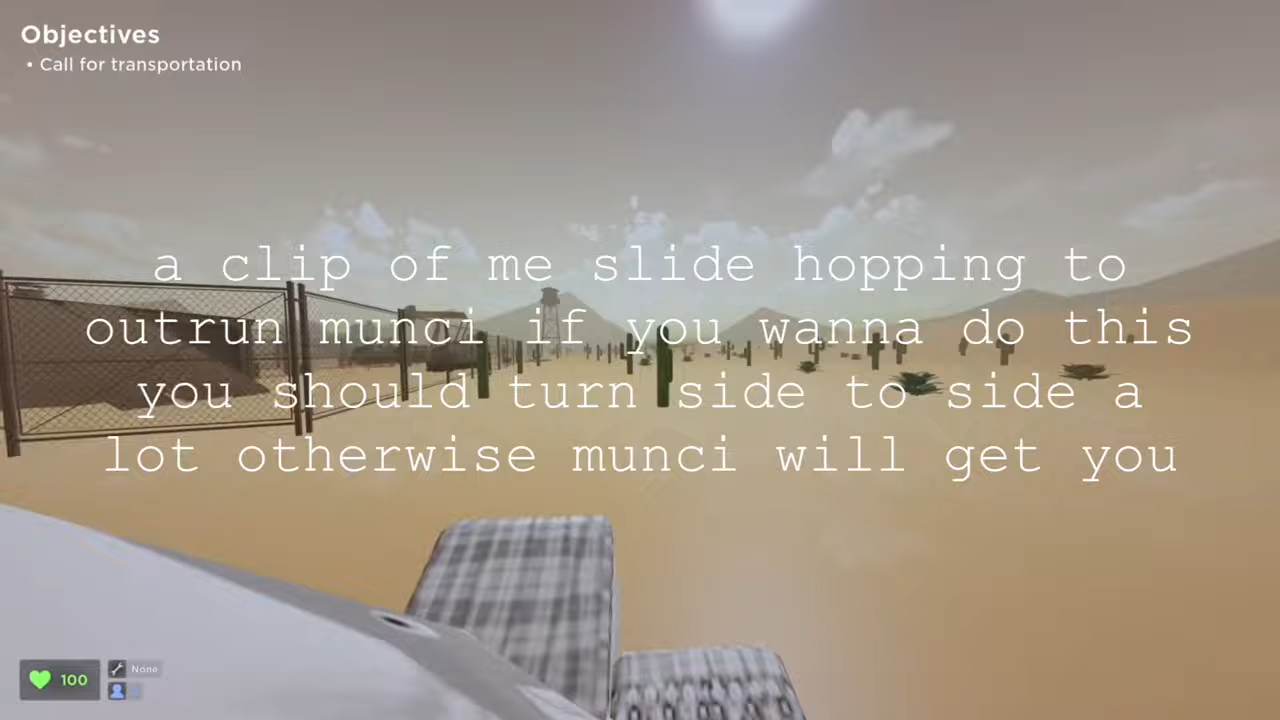 Objectives
• Call for transportation
a clip of me slide hopping to
outrun munci if you wanna do this
you should turn side to side a
lot otherwise munci will get you
100
None